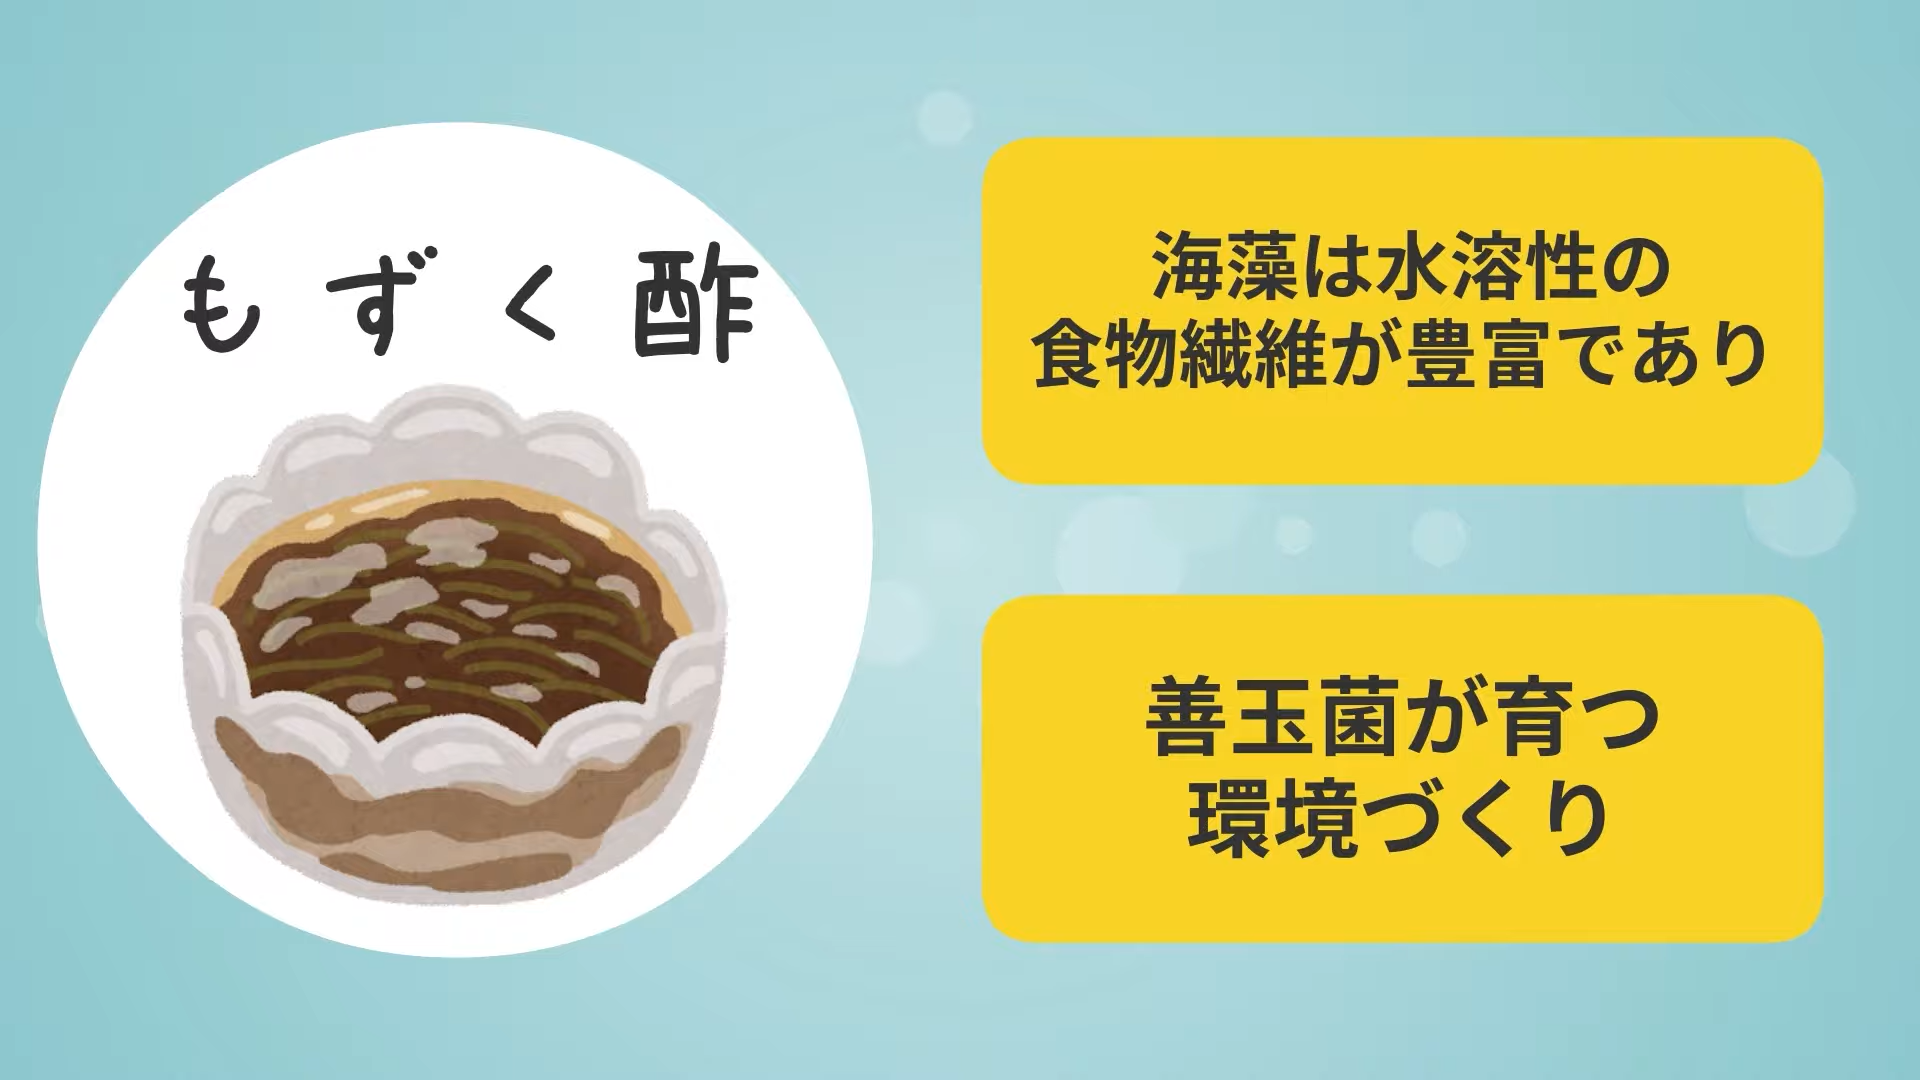 もずく酢
海藻は水溶性の
食物繊維が豊富であり
善玉菌が育つ
環境づくり